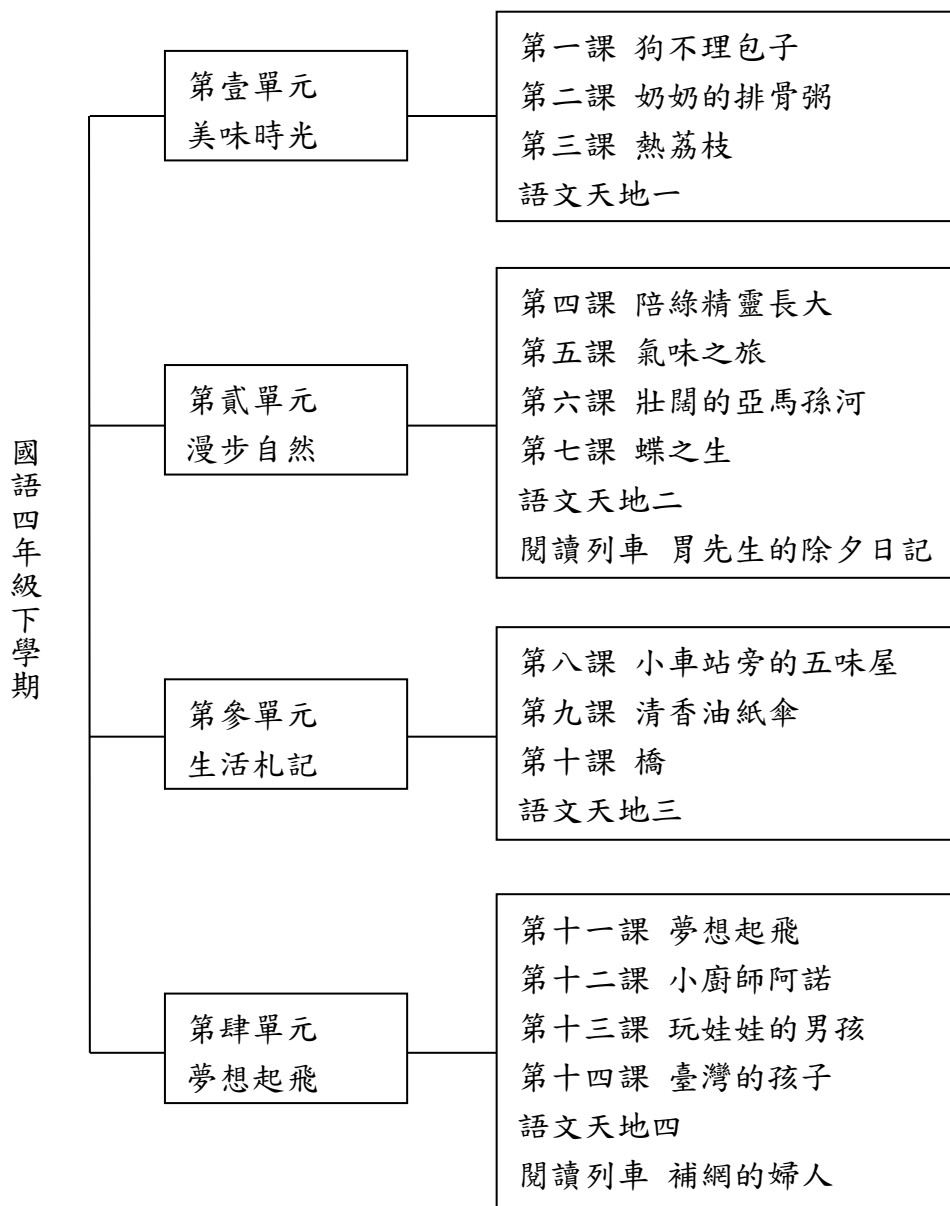 國語四年級下學期
第壹單元
美味時光
第一課 狗不理包子
第二課 奶奶的排骨粥
第三課 熱荔枝
語文天地一
第貳單元
漫步自然
第四課 陪綠精靈長大
第五課 氣味之旅
第六課 壯闊的亞馬孫河
第七課 蝶之生
語文天地二
閱讀列車 胃先生的除夕日記
第參單元
生活札記
第八課 小車站旁的五味屋
第九課 清香油紙傘
第十課 橋
語文天地三
第肆單元
夢想起飛
第十一課 夢想起飛
第十二課 小廚師阿諾
第十三課 玩娃娃的男孩
第十四課 臺灣的孩子
語文天地四
閱讀列車 補網的婦人